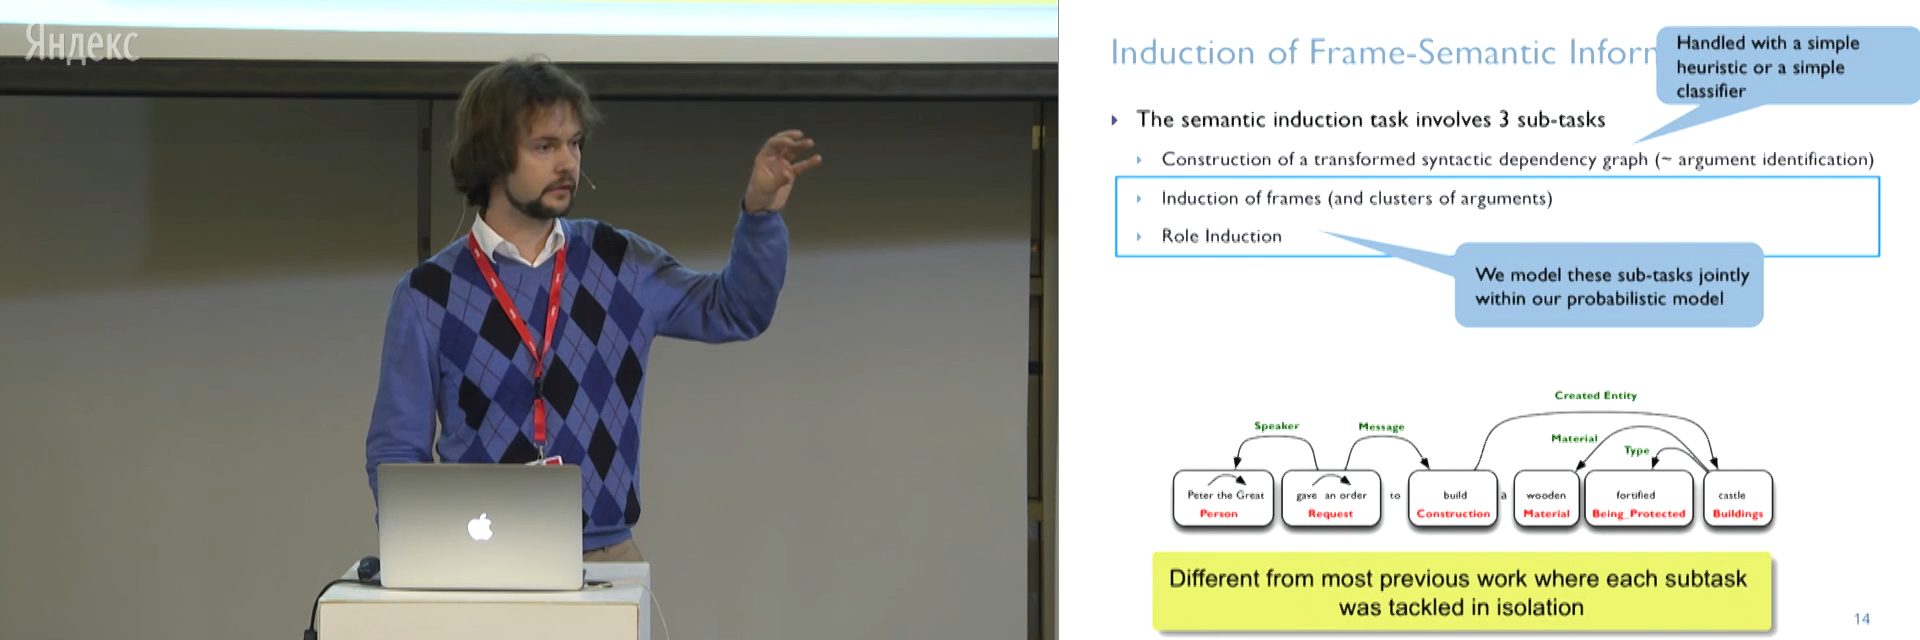 Яндекс
Induction of Frame-Semantic Inform
Handled with a simple
heuristic or a simple
classifier
The semantic induction task involves 3 sub-tasks
Construction of a transformed syntactic dependency graph (~ argument identification)
Induction of frames (and clusters of arguments)
Role Induction
We model these sub-tasks jointly
within our probabilistic model
Created Entity
Speaker
Message
Material
Type
Peter the Great
Person
gave an order
Request
to
build
Construction
a
wooden
Material
fortified
Being_Protected
castle
Buildings
Different from most previous work where each subtask
was tackled in isolation
14